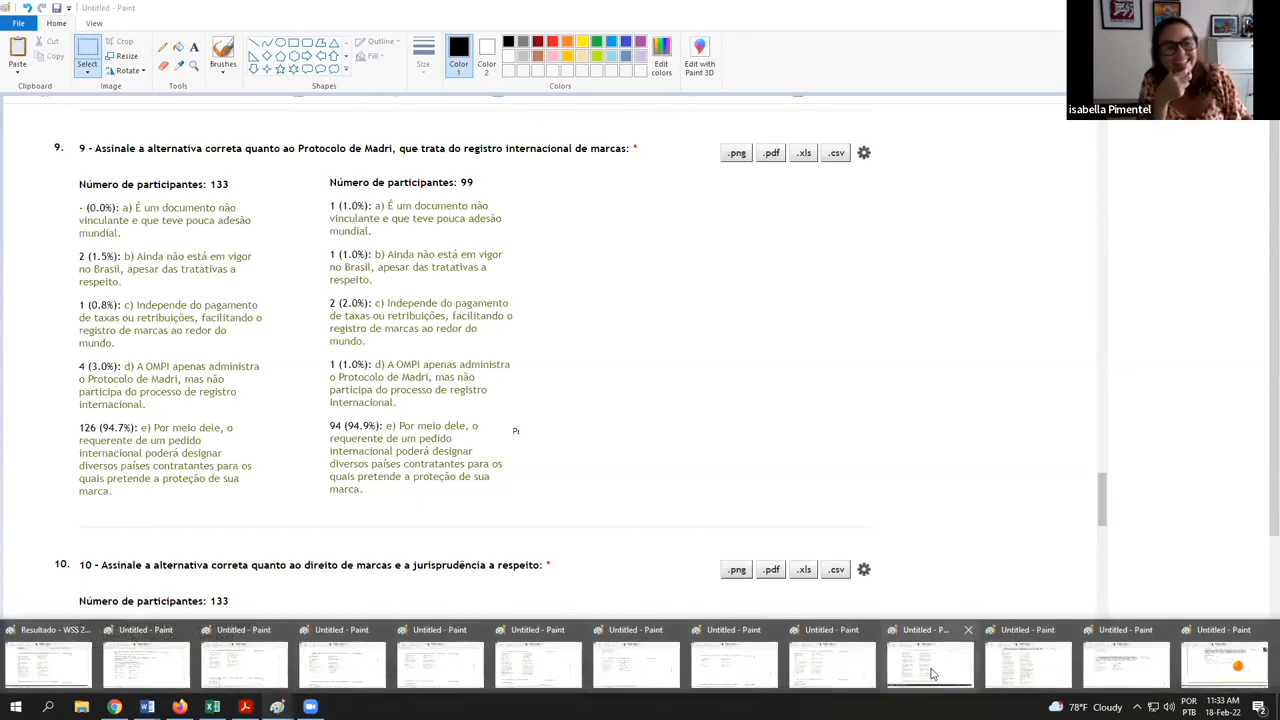 Untitled - Paint
File Home View
Paste
Cut
Copy
Clipboard
Select
Crop
Resize
Rotate
Image
Tools
Brushes
Shapes
Outline
Fill
Size
Color 1
Color 2
Colors
Edit colors
Edit with Paint 3D
isabella Pimentel
9. 9 - Assinale a alternativa correta quanto ao Protocolo de Madri, que trata do registro internacional de marcas: *
.png .pdf .xls .csv
Número de participantes: 133
- (0.0%): a) É um documento não
vinculante e que teve pouca adesão
mundial.
2 (1.5%): b) Ainda não está em vigor
no Brasil, apesar das tratativas a
respeito.
1 (0.8%): c) Independe do pagamento
de taxas ou retribuições, facilitando o
registro de marcas ao redor do
mundo.
4 (3.0%): d) A OMPI apenas administra
o Protocolo de Madri, mas não
participa do processo de registro
internacional.
126 (94.7%): e) Por meio dele, o
requerente de um pedido
internacional poderá designar
diversos países contratantes para os
quais pretende a proteção de sua
marca.
Número de participantes: 99
1 (1.0%): a) É um documento não
vinculante e que teve pouca adesão
mundial.
1 (1.0%): b) Ainda não está em vigor
no Brasil, apesar das tratativas a
respeito.
2 (2.0%): c) Independe do pagamento
de taxas ou retribuições, facilitando o
registro de marcas ao redor do
mundo.
1 (1.0%): d) A OMPI apenas administra
o Protocolo de Madri, mas não
participa do processo de registro
internacional.
94 (94.9%): e) Por meio dele, o
requerente de um pedido
internacional poderá designar
diversos países contratantes para os
quais pretende a proteção de sua
marca.
10. 10 - Assinale a alternativa correta quanto ao direito de marcas e a jurisprudência a respeito: *
.png .pdf .xls .csv
Número de participantes: 133
Resultado - WSS 2... Untitled - Paint Untitled - Paint Untitled - Paint Untitled - Paint Untitled - Paint Untitled - Paint Untitled - Paint Untitled - Paint Untitled - P... Untitled - Paint Untitled - Paint Untitled - Paint
78°F Cloudy
POR
PTB
11:33 AM
18-Feb-22
2